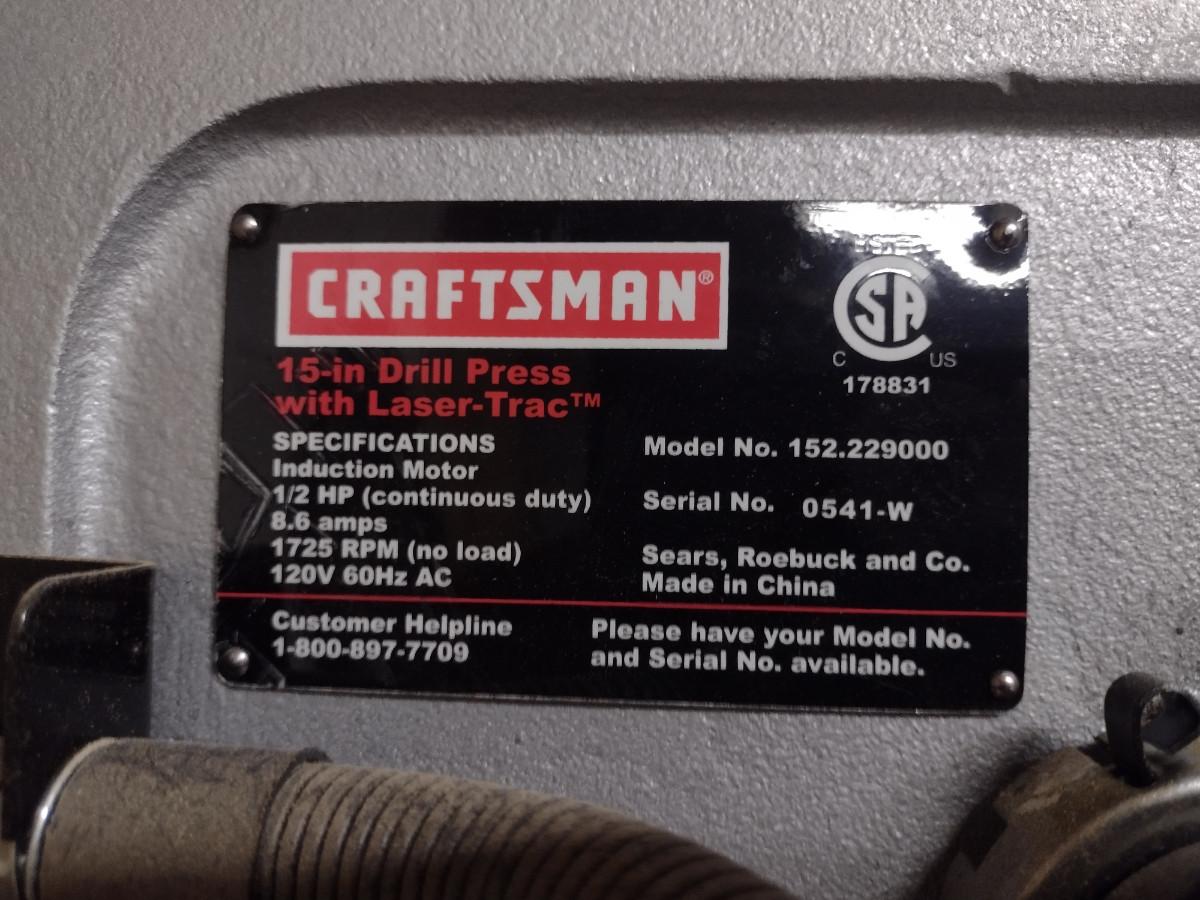 CRAFTSMAN®
15-in Drill Press
with Laser-Trac™
SPECIFICATIONS
Induction Motor
1/2 HP (continuous duty)
8.6 amps
1725 RPM (no load)
120V 60Hz AC
Customer Helpline
1-800-897-7709
SA
C US
178831
Model No. 152.229000
Serial No. 0541-W
Sears, Roebuck and Co.
Made in China
Please have your Model No.
and Serial No. available.